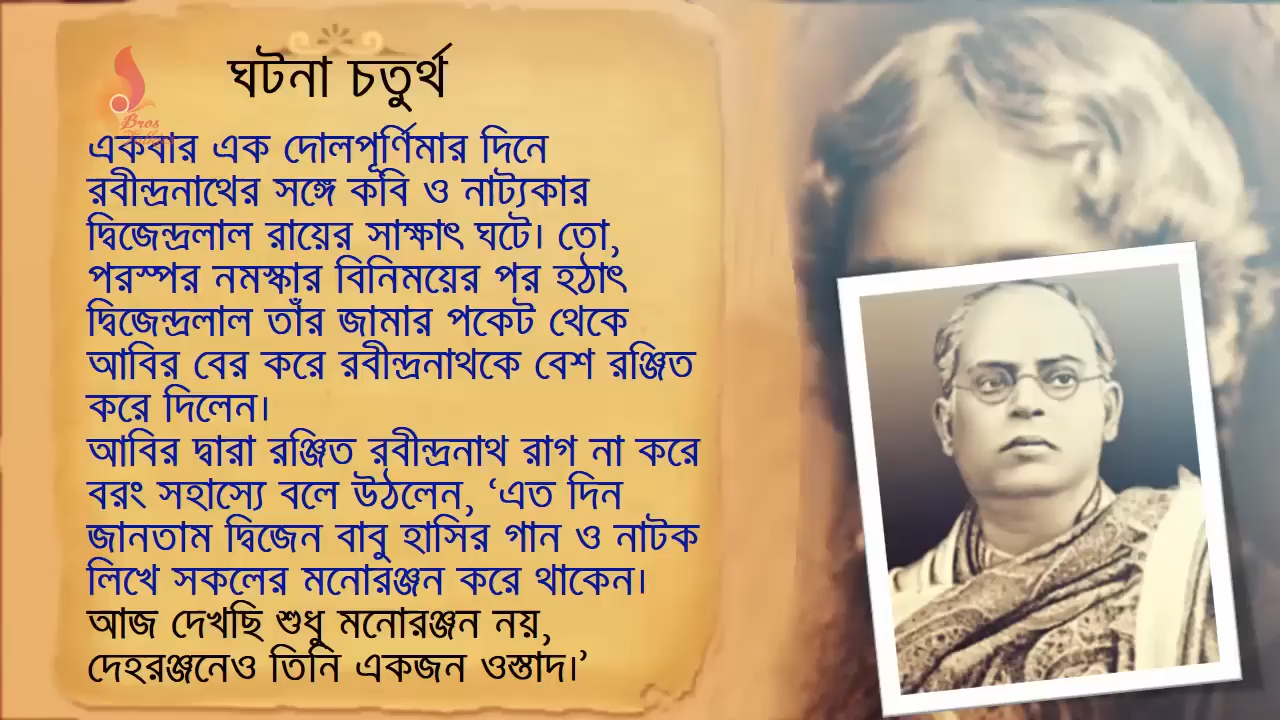 ঘটনা চতুর্থ
Bros
একবার এক দোলপূর্ণিমার দিনে
রবীন্দ্রনাথের সঙ্গে কবি ও নাট্যকার
দ্বিজেন্দ্রলাল রায়ের সাক্ষাৎ ঘটে। তো,
পরস্পর নমস্কার বিনিময়ের পর হঠাৎ
দ্বিজেন্দ্রলাল তাঁর জামার পকেট থেকে
আবির বের করে রবীন্দ্রনাথকে বেশ রঞ্জিত
করে দিলেন।
আবির দ্বারা রঞ্জিত রবীন্দ্রনাথ রাগ না করে
বরং সহাস্যে বলে উঠলেন, ‘এত দিন
জানতাম দ্বিজেন বাবু হাসির গান ও নাটক
লিখে সকলের মনোরঞ্জন করে থাকেন।
আজ দেখছি শুধু মনোরঞ্জন নয়,
দেহরঞ্জনেও তিনি একজন ওস্তাদ।’